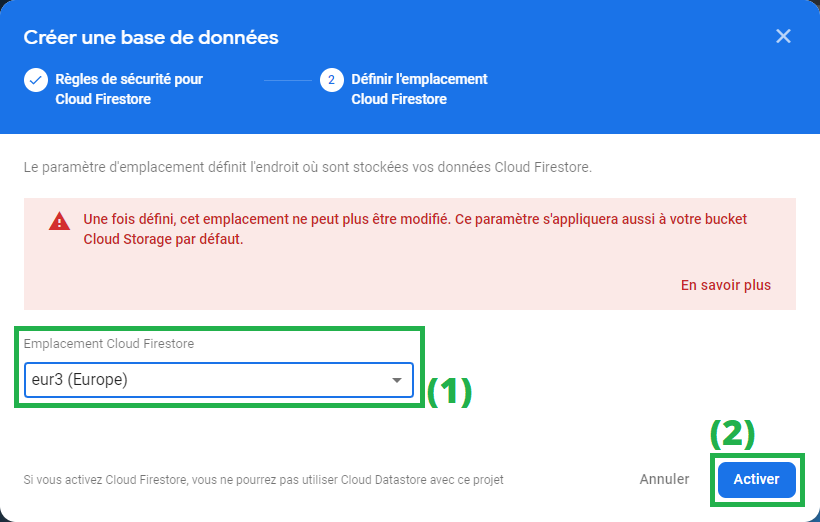 Créer une base de données
Règles de sécurité pour
Cloud Firestore
2
Définir l'emplacement
Cloud Firestore
Le paramètre d'emplacement définit l'endroit où sont stockées vos données Cloud Firestore.
Une fois défini, cet emplacement ne peut plus être modifié. Ce paramètre s'appliquera aussi à votre bucket
Cloud Storage par défaut.
En savoir plus
Emplacement Cloud Firestore
eur3 (Europe)
(1)
(2)
Si vous activez Cloud Firestore, vous ne pourrez pas utiliser Cloud Datastore avec ce projet
Annuler
Activer